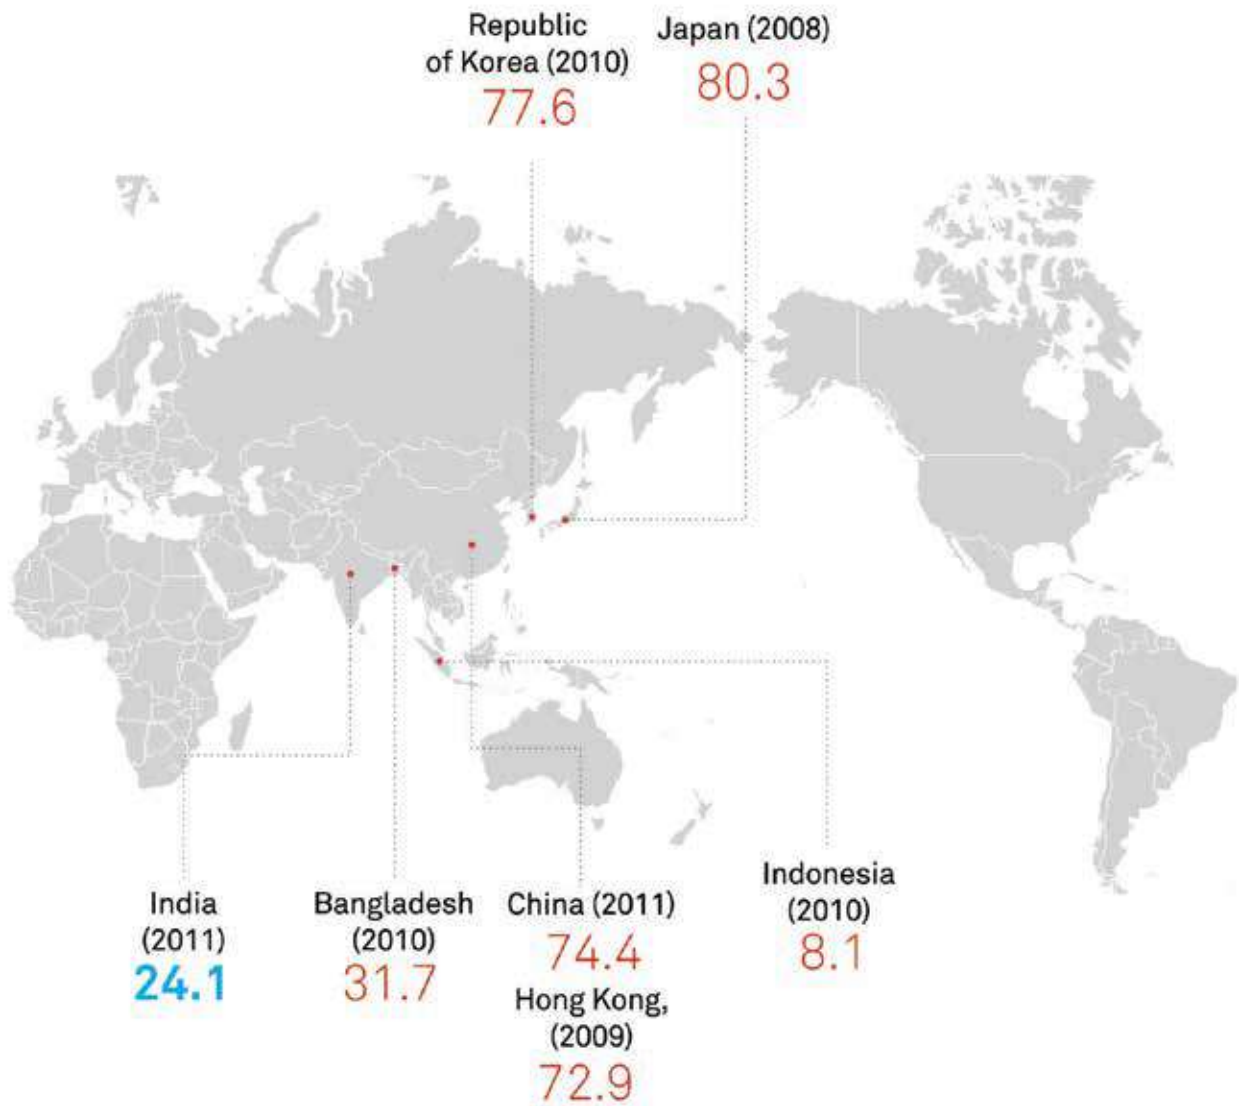 Republic
of Korea (2010)
77.6
Japan (2008)
80.3
India
(2011)
24.1
Bangladesh
(2010)
31.7
China (2011)
74.4
Hong Kong,
(2009)
72.9
Indonesia
(2010)
8.1